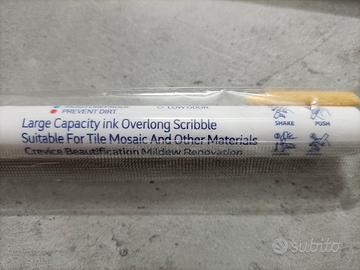 PREVENT DIRT
LOW ODOR
Large Capacity ink Overlong Scribble
Suitable For Tile Mosaic And Other Materials
Crevice Beautification Mildew Renovation
SHAKE
PUSH
subito